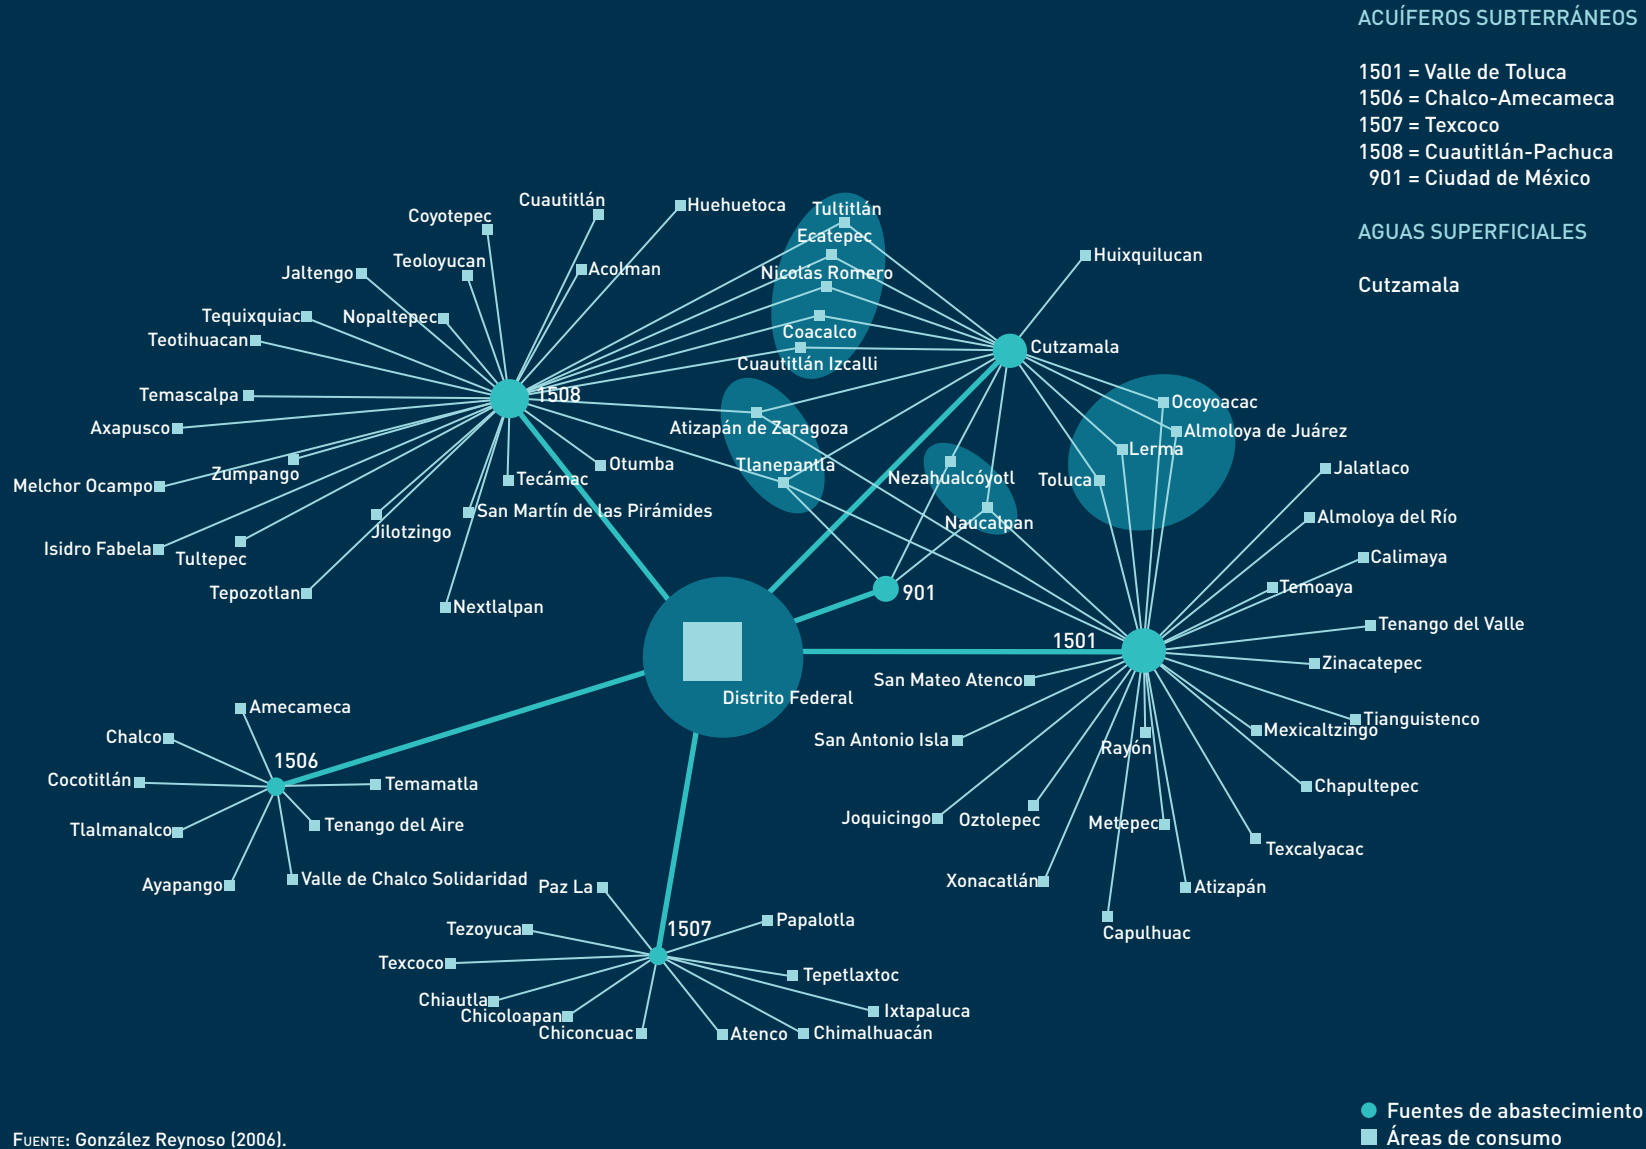 ACUÍFEROS SUBTERRÁNEOS
1501 = Valle de Toluca
1506 = Chalco-Amecameca
1507 = Texcoco
1508 = Cuautitlán-Pachuca
901 = Ciudad de México
AGUAS SUPERFICIALES
Cutzamala
Cuautitlán
Huehuetoca
Tultitlán
Coyotepec
Ecatepec
Huixquilucan
Teoloyucan
Acolman
Jaltengo
Nicolás Romero
Tequixquiac
Nopaltepec
Coacalco
Teotihuacan
Cutzamala
Cuautitlán Izcalli
Temascalpa
1508
Ocoyoacac
Axapusco
Atizapán de Zaragoza
Almoloya de Juárez
Lerma
Otumba
Tlanepantla
Jalatlaco
Zumpango
Tecámac
Nezahualcóyotl
Toluca
Melchor Ocampo
San Martín de las Pirámides
Naucalpan
Almoloya del Río
Jilotzingo
Isidro Fabela
Tultepec
Calimaya
Tepozotlan
Nextlalpan
901
Temoaya
Tenango del Valle
1501
Zinacatepec
San Mateo Atenco
Distrito Federal
Amecameca
Tianguistenco
Chalco
San Antonio Isla
Rayón
Mexicaltzingo
1506
Cocotitlán
Temamatla
Chapultepec
Tlalmanalco
Tenango del Aire
Joquicingo
Oztolepec
Metepec
Texcalyacac
Ayapango
Valle de Chalco Solidaridad
Paz La
Xonacatlán
Atizapán
Tezoyuca
1507
Papalotla
Capulhuac
Texcoco
Tepetlaxtoc
Chiautla
Ixtapaluca
Chicoloapan
Chiconcuac
Atenco
Chimalhuacán
Fuentes de abastecimiento
Áreas de consumo
FUENTE: González Reynoso (2006).